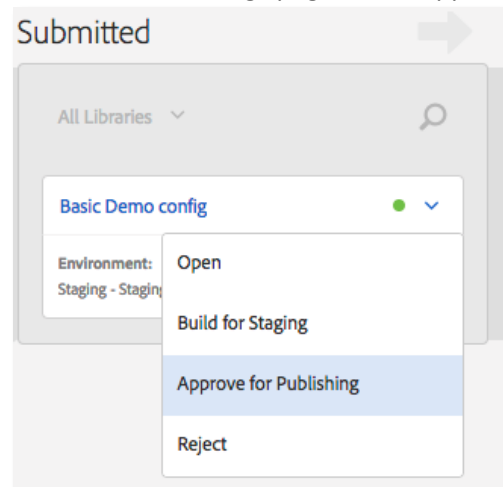 Submitted
All Libraries
Basic Demo config
Environment:
Staging - Staging
Open
Build for Staging
Approve for Publishing
Reject